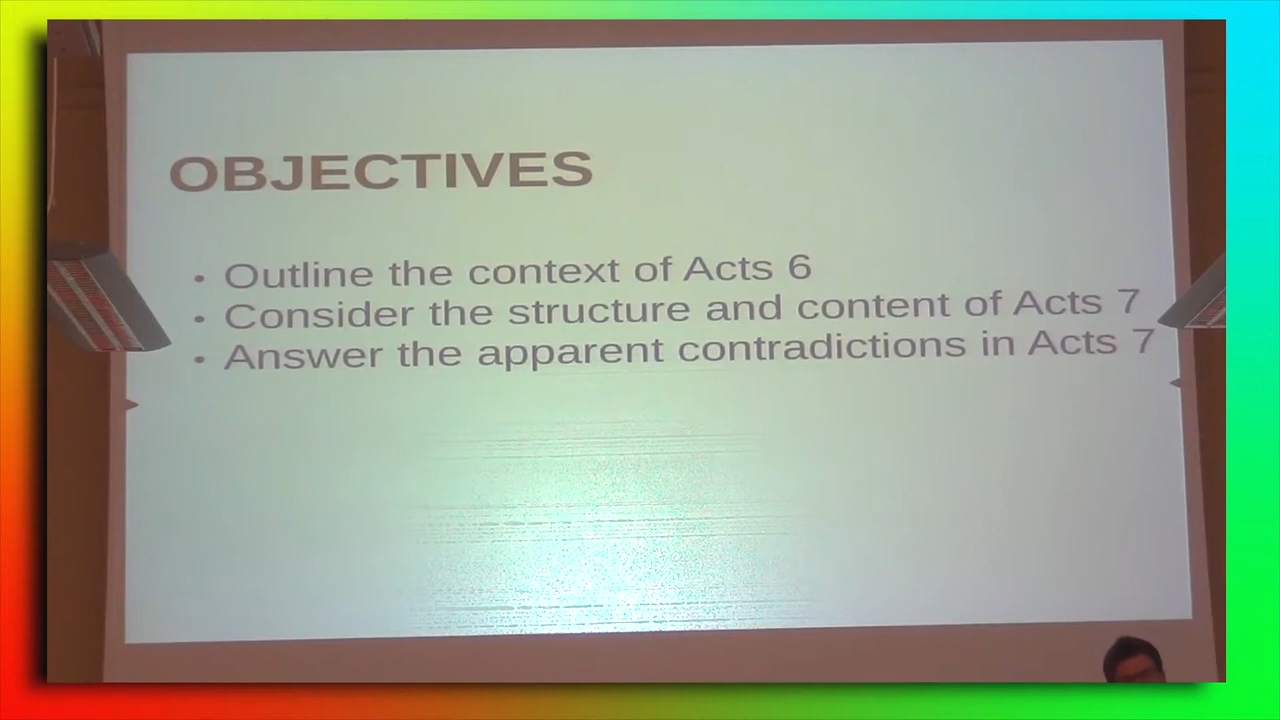 OBJECTIVES
• Outline the context of Acts 6
• Consider the structure and content of Acts 7
• Answer the apparent contradictions in Acts 7